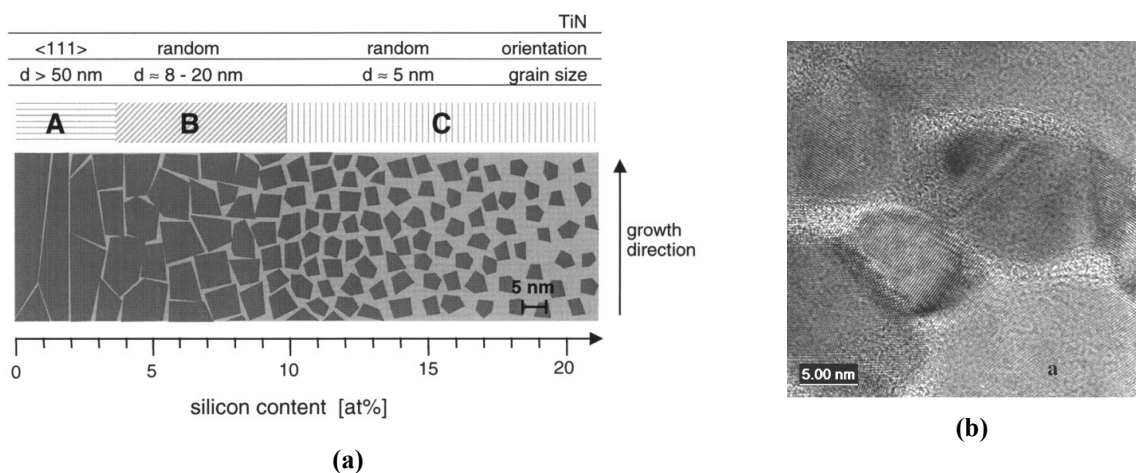 TiN
<111> random random orientation
d > 50 nm d ≈ 8 - 20 nm d ≈ 5 nm grain size
A B C
growth
direction
5 nm
0 5 10 15 20
silicon content [at%]
(a)
5.00 nm
a
(b)